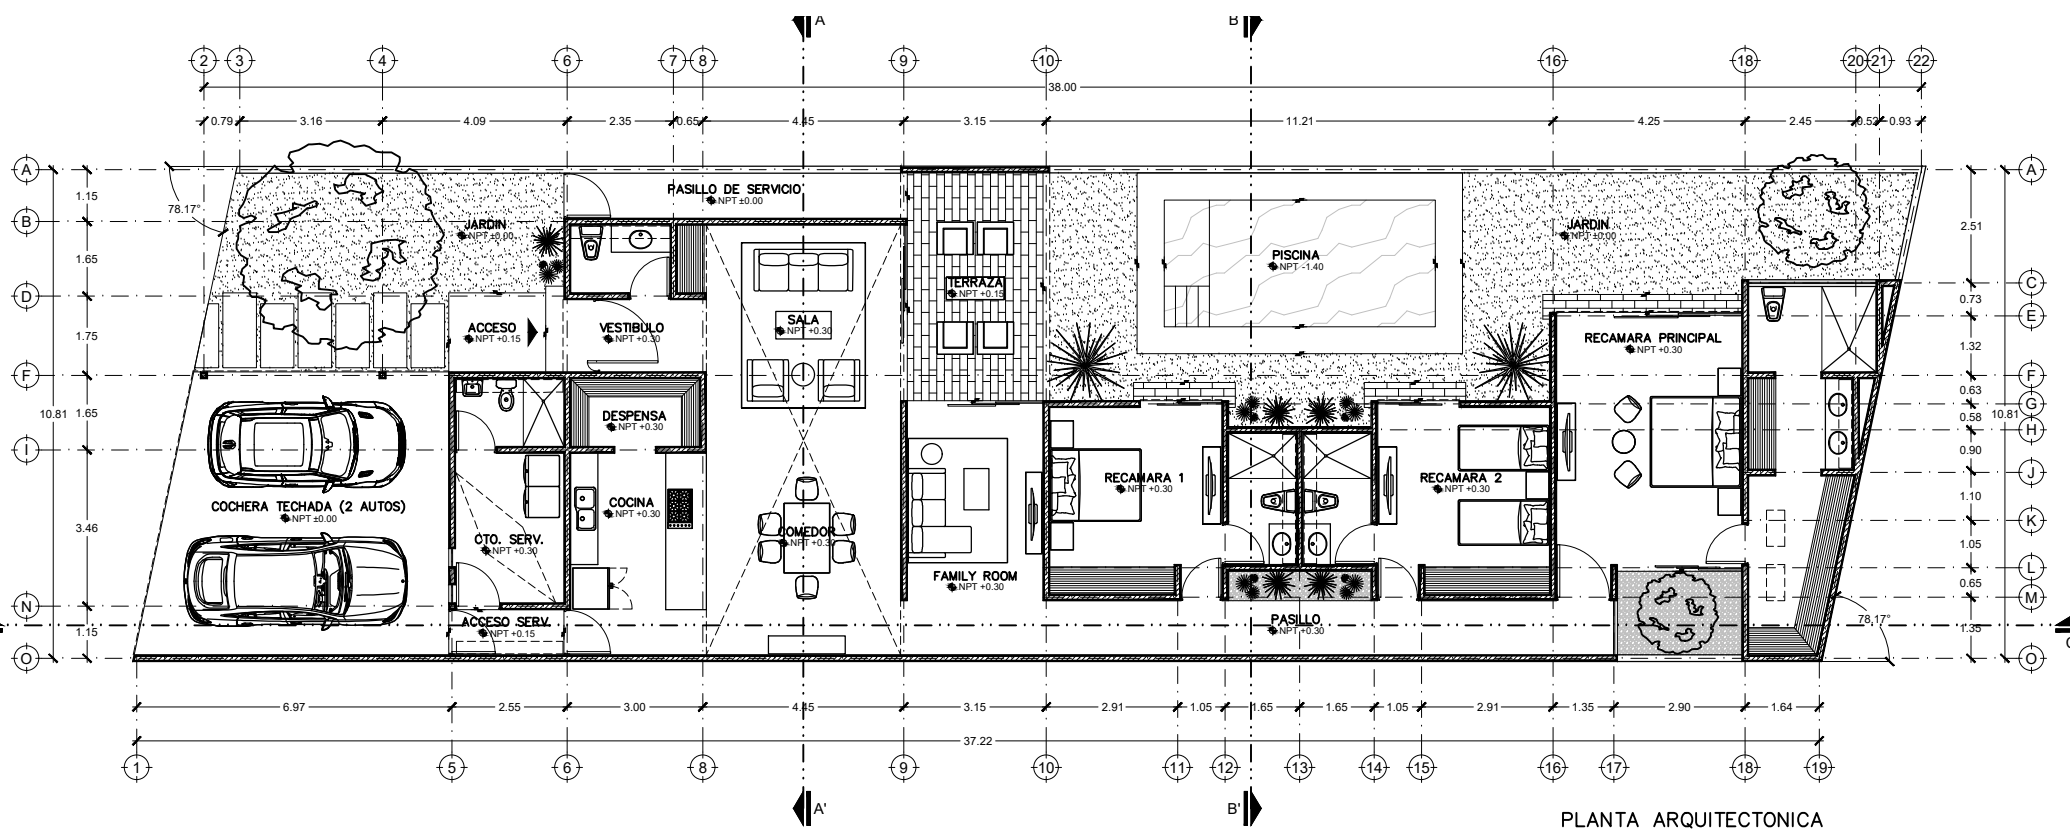 A B
2 3 4 6 7 8 9 10 16 18 20 21 22
38.00
0.79 3.16 4.09 2.35 0.65 4.45 3.15 11.21 4.25 2.45 0.52 0.93
A A
PASILLO DE SERVICIO
NPT ±0.00
1.15
78.17°
B
JARDIN
NPT ±0.00
JARDIN
NPT ±0.00
2.51
1.65
PISCINA
NPT -1.40
D
TERRAZA
NPT +0.15
C
0.73
E
ACCESO
NPT +0.15
VESTIBULO
NPT +0.30
SALA
NPT +0.30
1.75
RECAMARA PRINCIPAL
NPT +0.30
1.32
F F
0.63
10.81
1.65
DESPENSA
NPT +0.30
G
0.58
10.81
H
I
0.90
J
RECAMARA 1
NPT +0.30
RECAMARA 2
NPT +0.30
COCHERA TECHADA (2 AUTOS)
NPT ±0.00
COCINA
NPT +0.30
1.10
3.46
K
CTO. SERV.
NPT +0.30
COMEDOR
NPT +0.30
1.05
L
FAMILY ROOM
NPT +0.30
0.65
N
M
ACCESO SERV.
NPT +0.15
PASILLO
NPT +0.30
78.17°
1.15
1.35
C
O O
6.97 2.55 3.00 4.45 3.15 2.91 1.05 1.65 1.65 1.05 2.91 1.35 2.90 1.64
37.22
1 5 6 8 9 10 11 12 13 14 15 16 17 18 19
A' B'
PLANTA ARQUITECTONICA